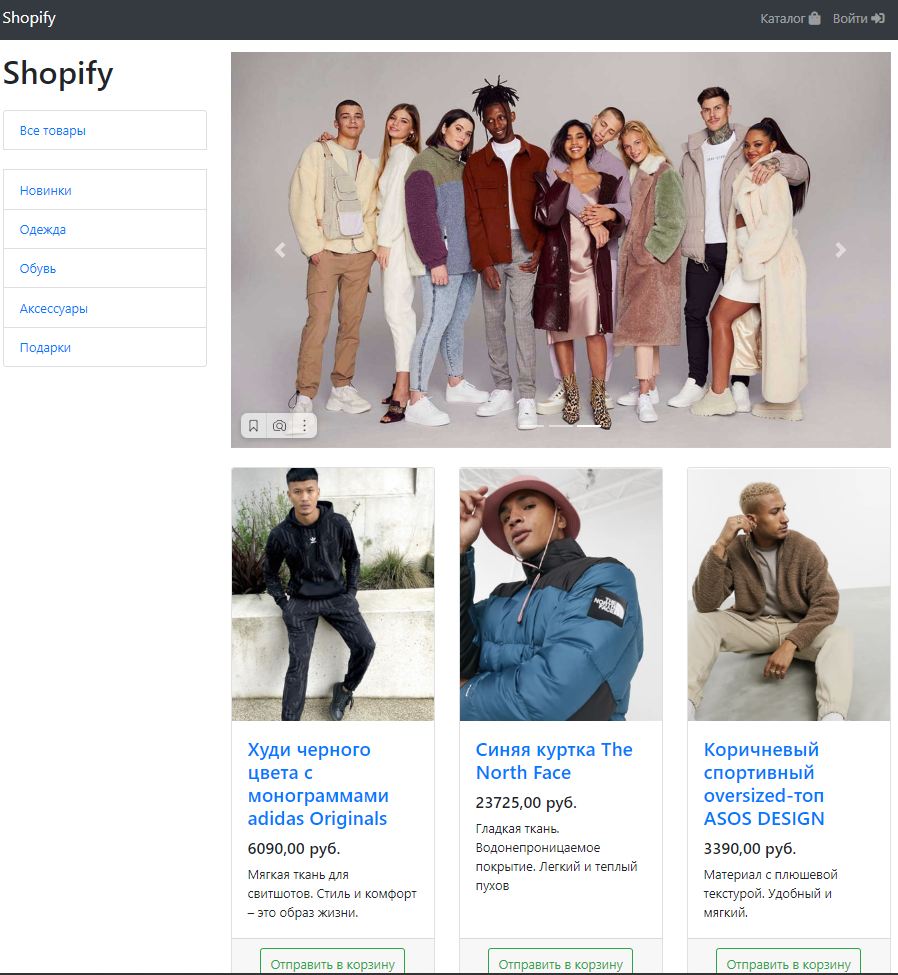 Shopify
Каталог
Войти
Shopify
Все товары
Новинки
Одежда
Обувь
Аксессуары
Подарки
THE
NORTH
FACE
Худи черного
цвета с
монограммами
adidas Originals
6090,00 руб.
Мягкая ткань для
свитшотов. Стиль и комфорт
– это образ жизни.
Отправить в корзину
Синяя куртка The
North Face
23725,00 руб.
Гладкая ткань.
Водонепроницаемое
покрытие. Легкий и теплый
пухов
Отправить в корзину
Коричневый
спортивный
oversized-топ
ASOS DESIGN
3390,00 руб.
Материал с плюшевой
текстурой. Удобный и
мягкий.
Отправить в корзину